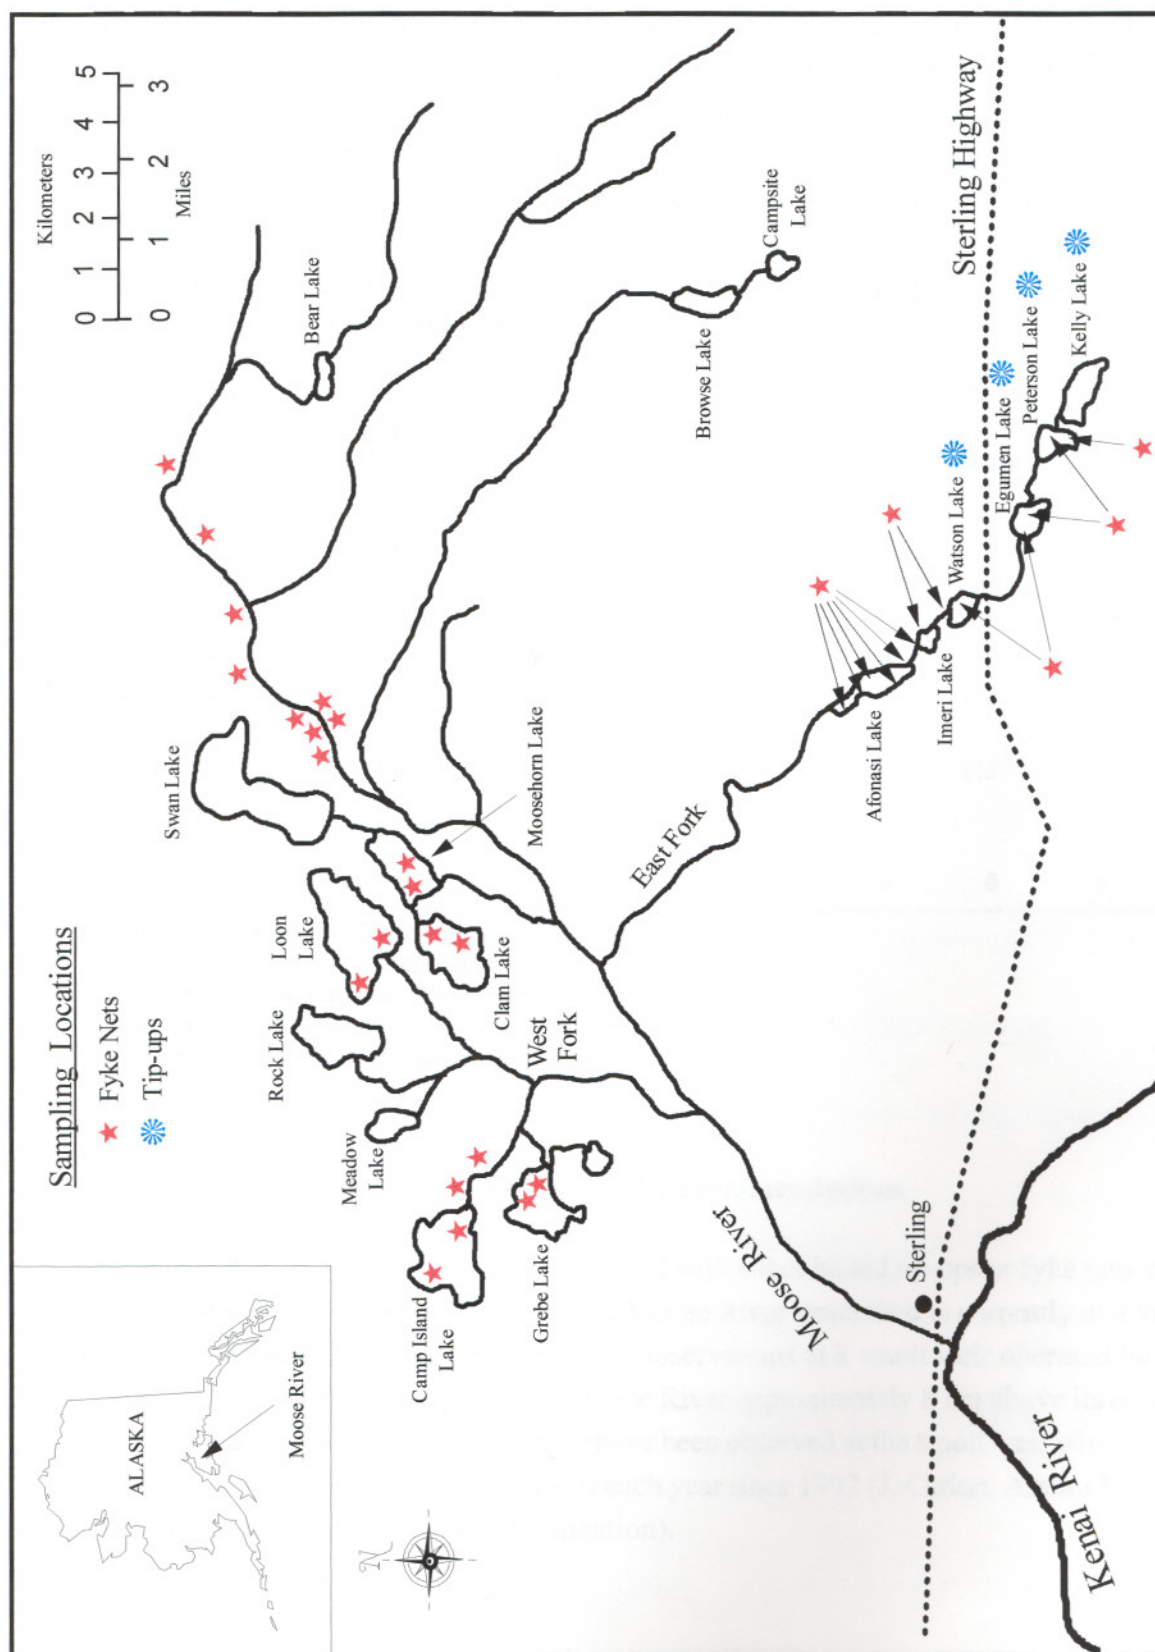 Sampling Locations
Fyke Nets
Tip-ups
ALASKA
Moose River
N
Kilometers
0 1 2 3 4 5
0 1 2 3
Miles
Swan Lake
Bear Lake
Loon
Lake
Rock Lake
Meadow
Lake
Camp Island
Lake
Grebe Lake
West
Fork
Clam Lake
Moosehorn Lake
Browse Lake
Campsite
Lake
East Fork
Afonasi Lake
Imeri Lake
Watson Lake
Egumen Lake
Peterson Lake
Kelly Lake
Sterling Highway
Moose River
Sterling
Kenai River